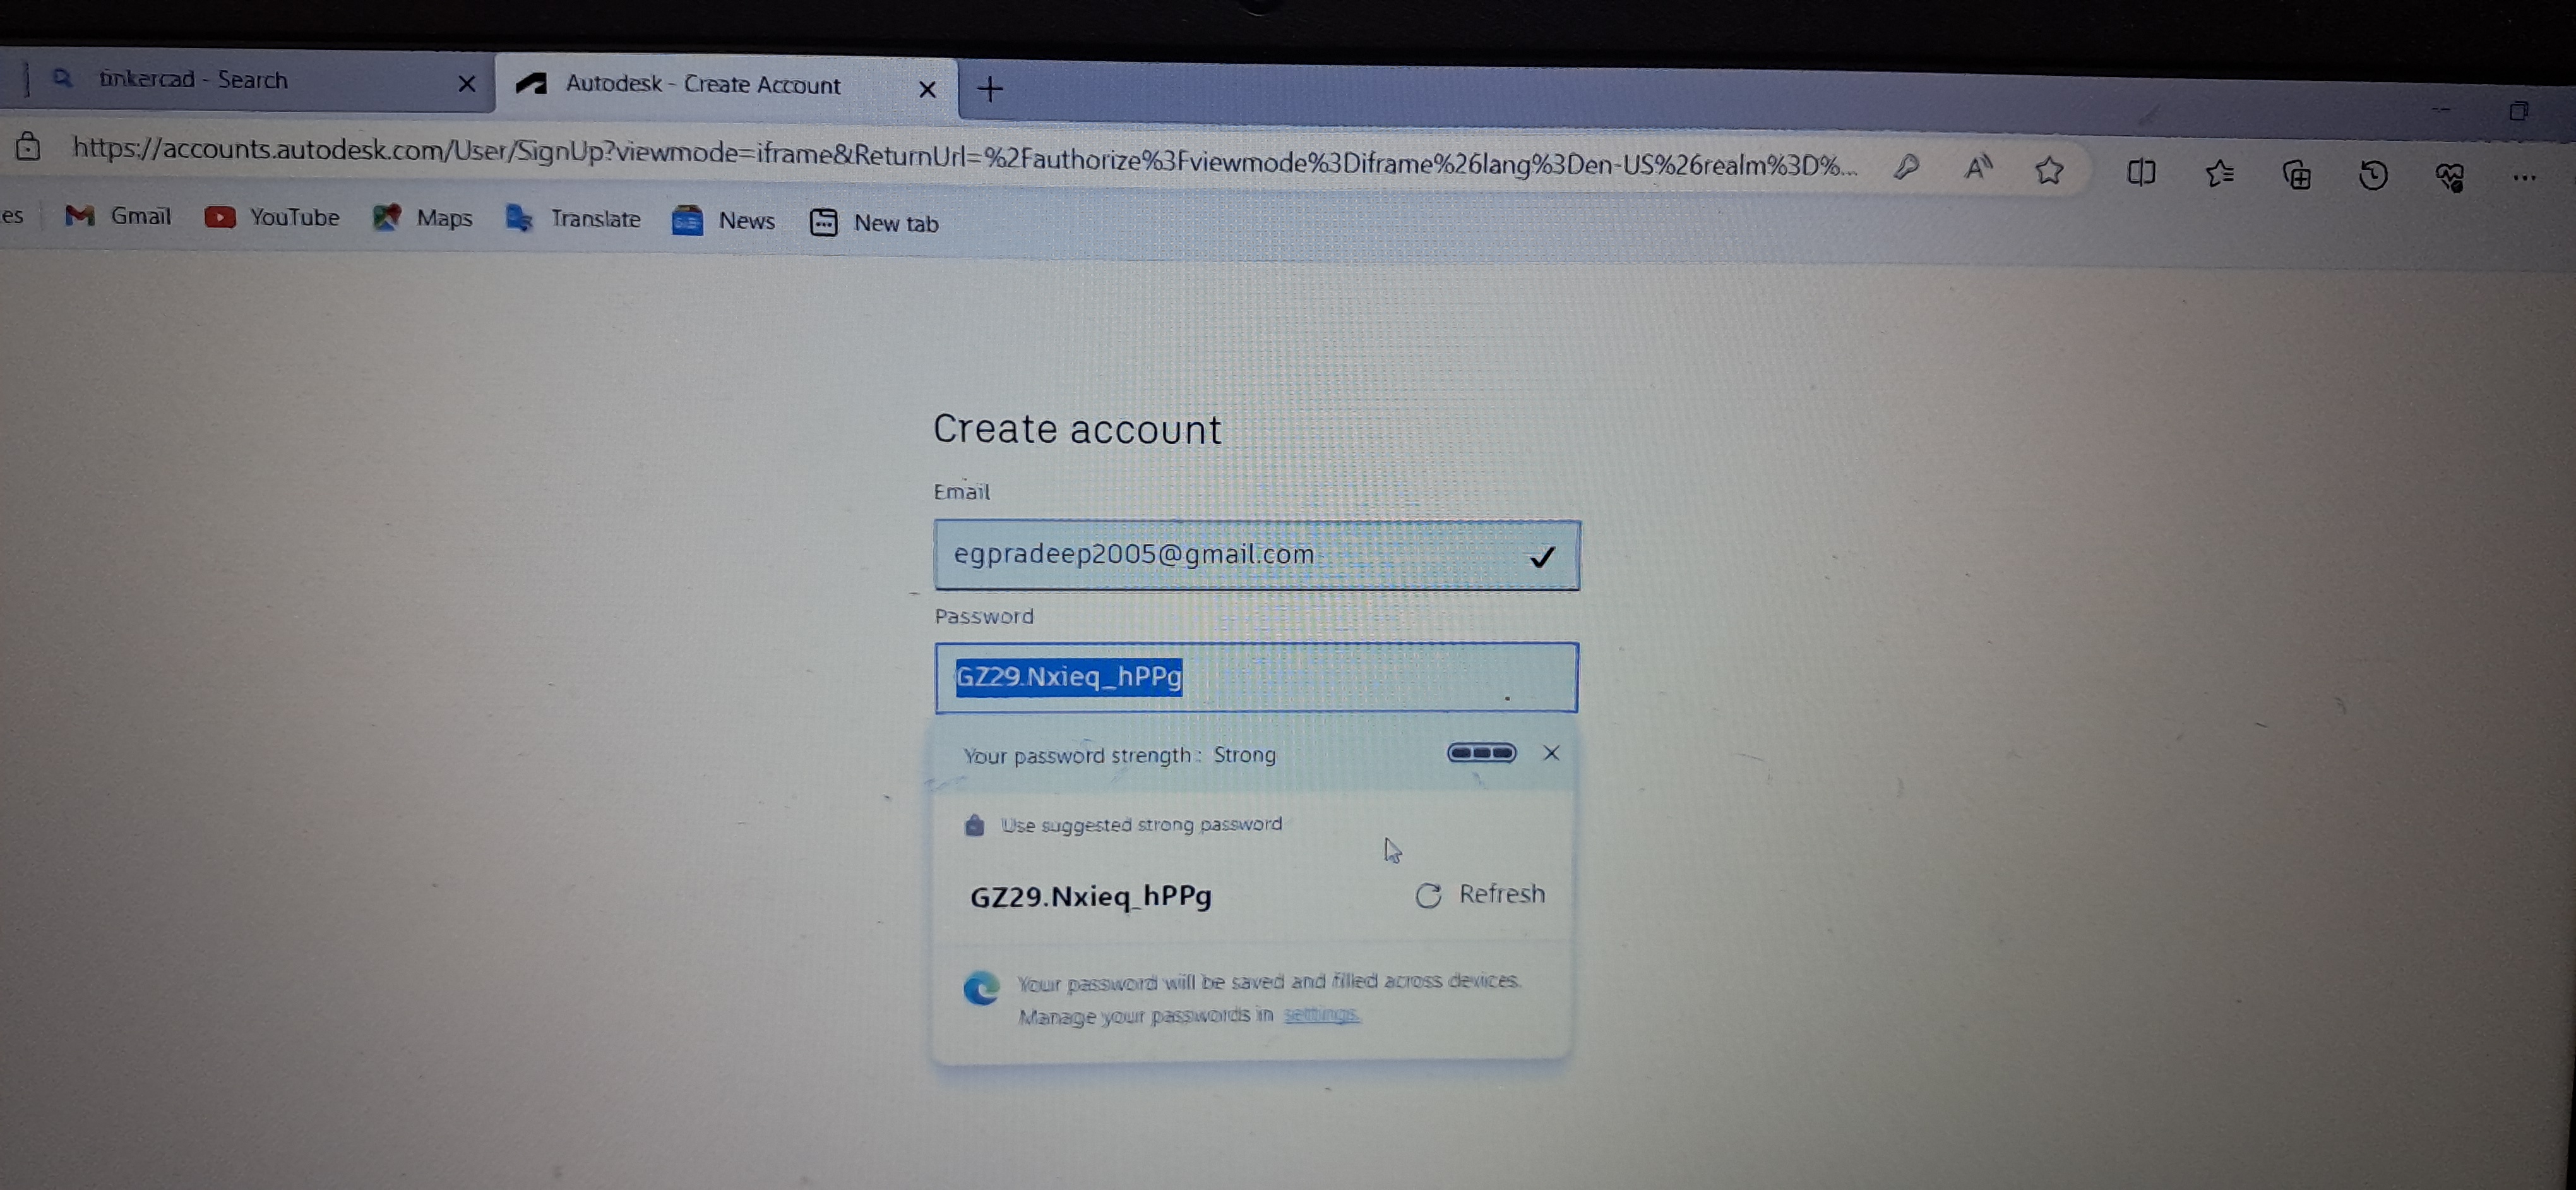 tinkercad - Search
Autodesk - Create Account
https://accounts.autodesk.com/User/SignUp?viewmode=iframe&ReturnUrl=%2Fauthorize%3Fviewmode%3Diframe%26lang%3Den-US%26realm%3D%...
es Gmail YouTube Maps Translate News New tab
Create account
Email
egpradeep2005@gmail.com
Password
GZ29.Nxieq_hPPg
Your password strength: Strong
Use suggested strong password
GZ29.Nxieq_hPPg Refresh
Your password will be saved and filled across devices.
Manage your passwords in settings.